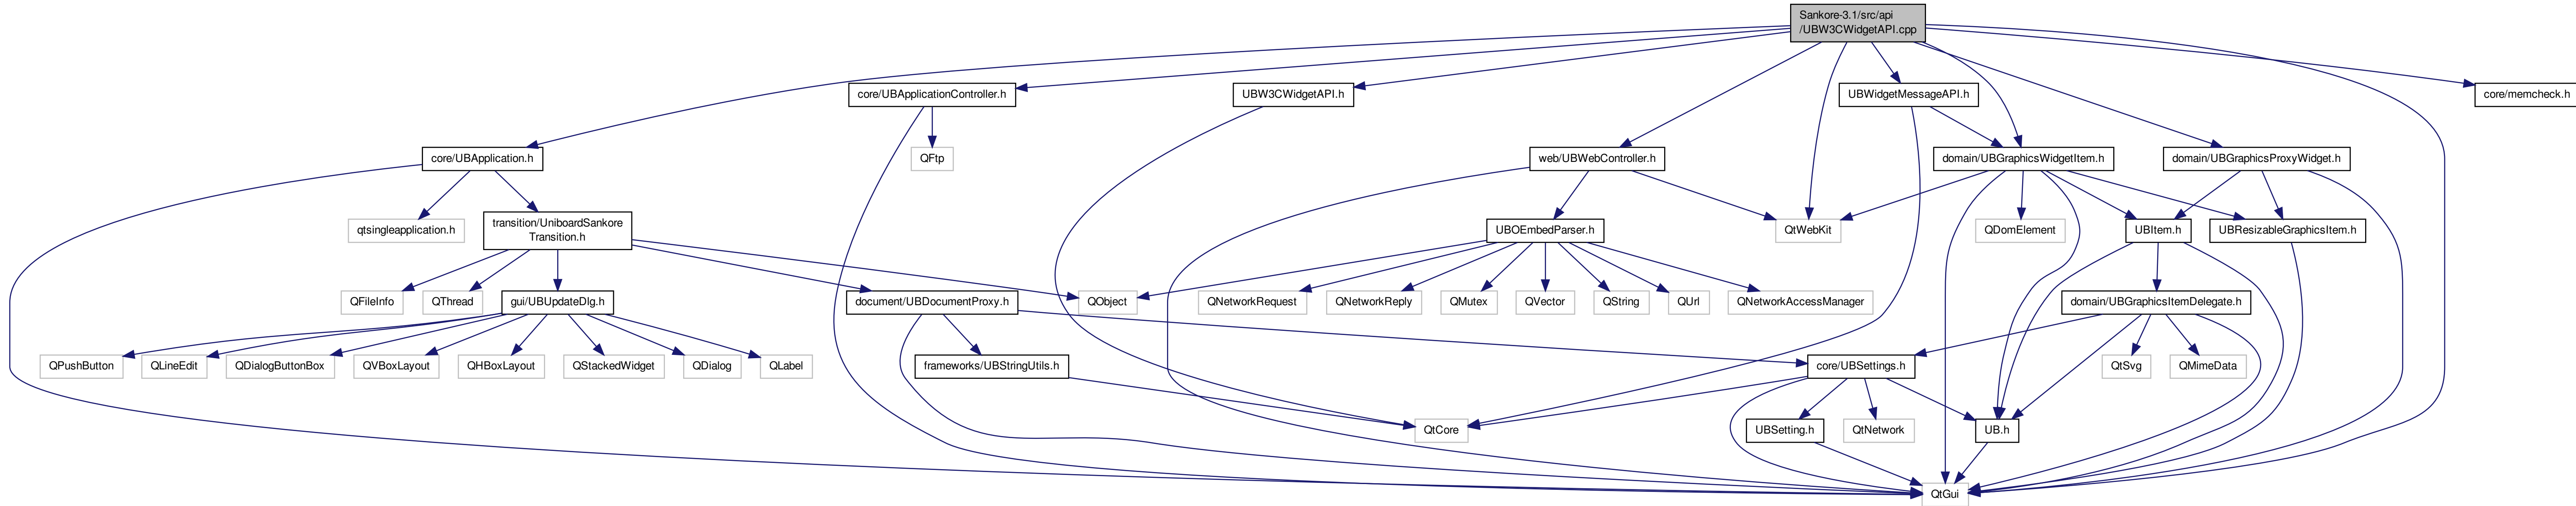 Sankore-3.1/src/api
/UBW3CWidgetAPI.cpp
core/UBApplicationController.h
UBW3CWidgetAPI.h
UBWidgetMessageAPI.h
core/memcheck.h
core/UBApplication.h
QFtp
web/UBWebController.h
domain/UBGraphicsWidgetItem.h
domain/UBGraphicsProxyWidget.h
qtsingleapplication.h
transition/UniboardSankore
Transition.h
UBOEmbedParser.h
QtWebKit
QDomElement
UBItem.h
UBResizableGraphicsItem.h
QFileInfo
QThread
gui/UBUpdateDlg.h
document/UBDocumentProxy.h
QObject
QNetworkRequest
QNetworkReply
QMutex
QVector
QString
QUrl
QNetworkAccessManager
domain/UBGraphicsItemDelegate.h
QPushButton
QLineEdit
QDialogButtonBox
QVBoxLayout
QHBoxLayout
QStackedWidget
QDialog
QLabel
frameworks/UBStringUtils.h
core/UBSettings.h
QtSvg
QMimeData
QtCore
UBSetting.h
QtNetwork
UB.h
QtGui